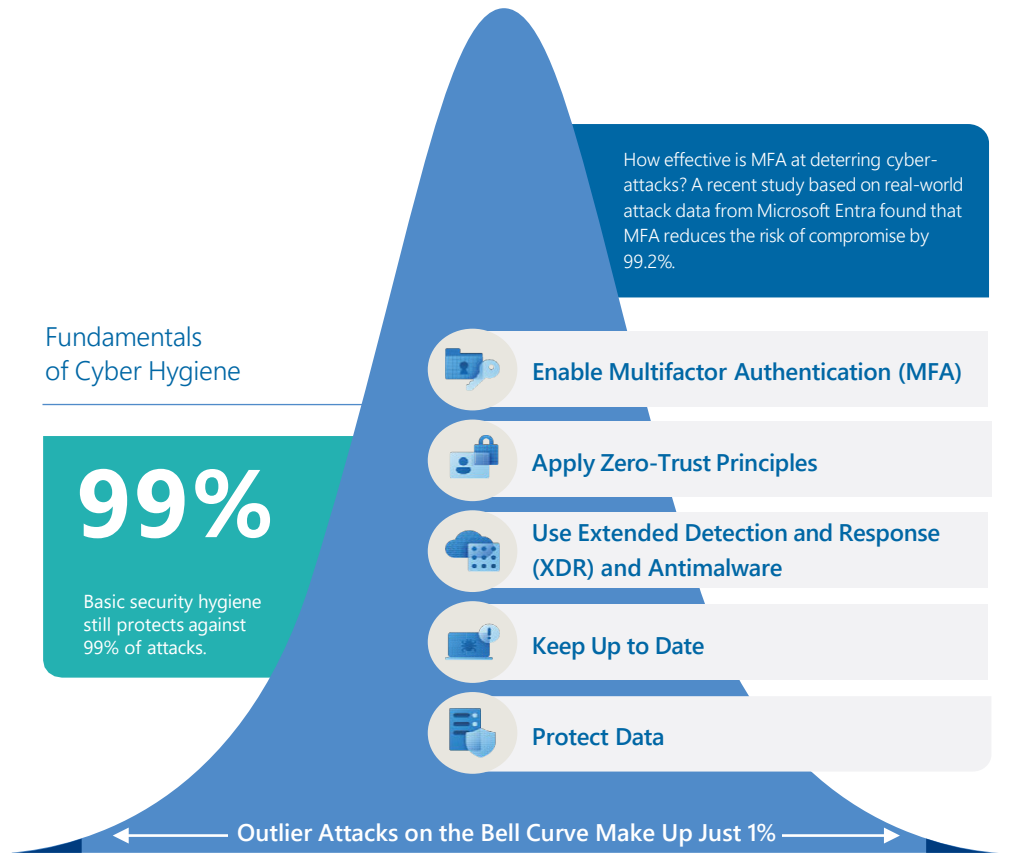 How effective is MFA at deterring cyber-
attacks? A recent study based on real-world
attack data from Microsoft Entra found that
MFA reduces the risk of compromise by
99.2%.
Fundamentals
of Cyber Hygiene
99%
Basic security hygiene
still protects against
99% of attacks.
Enable Multifactor Authentication (MFA)
Apply Zero-Trust Principles
Use Extended Detection and Response
(XDR) and Antimalware
Keep Up to Date
Protect Data
Outlier Attacks on the Bell Curve Make Up Just 1%